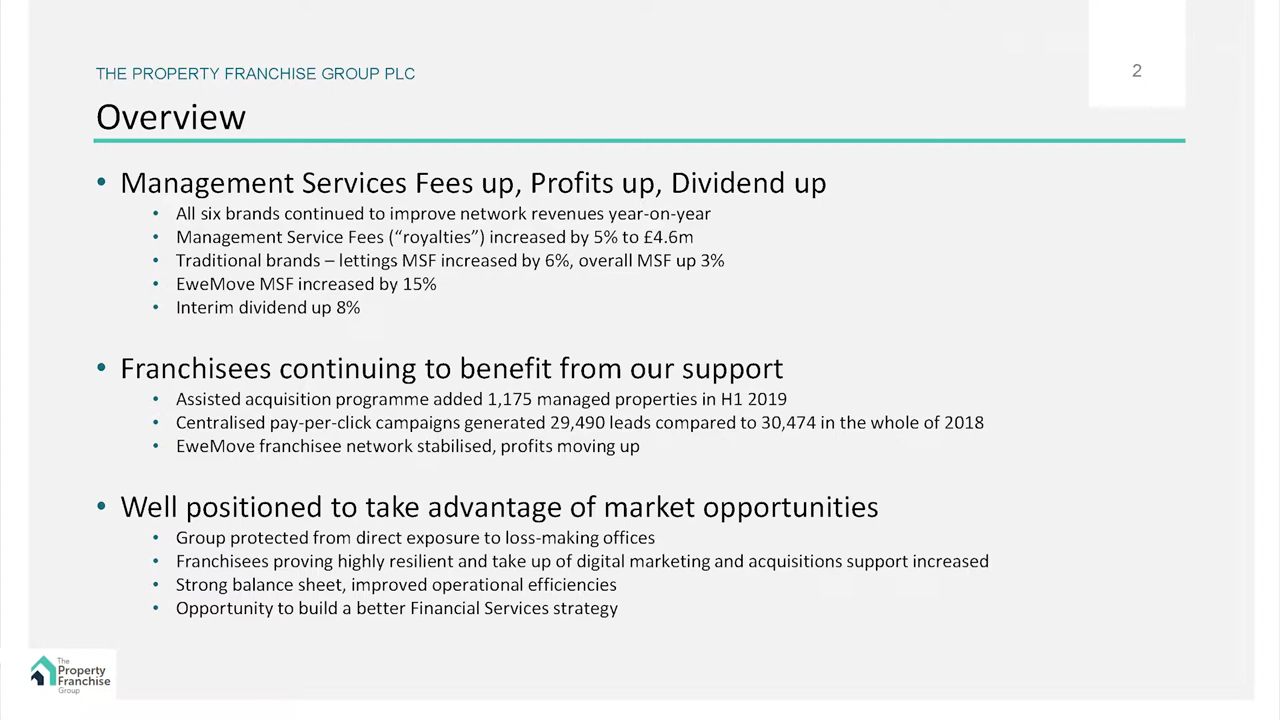 THE PROPERTY FRANCHISE GROUP PLC
2
Overview
• Management Services Fees up, Profits up, Dividend up
• All six brands continued to improve network revenues year-on-year
• Management Service Fees (“royalties”) increased by 5% to £4.6m
• Traditional brands – lettings MSF increased by 6%, overall MSF up 3%
• EweMove MSF increased by 15%
• Interim dividend up 8%
• Franchisees continuing to benefit from our support
• Assisted acquisition programme added 1,175 managed properties in H1 2019
• Centralised pay-per-click campaigns generated 29,490 leads compared to 30,474 in the whole of 2018
• EweMove franchisee network stabilised, profits moving up
• Well positioned to take advantage of market opportunities
• Group protected from direct exposure to loss-making offices
• Franchisees proving highly resilient and take up of digital marketing and acquisitions support increased
• Strong balance sheet, improved operational efficiencies
• Opportunity to build a better Financial Services strategy
The
Property
Franchise
Group